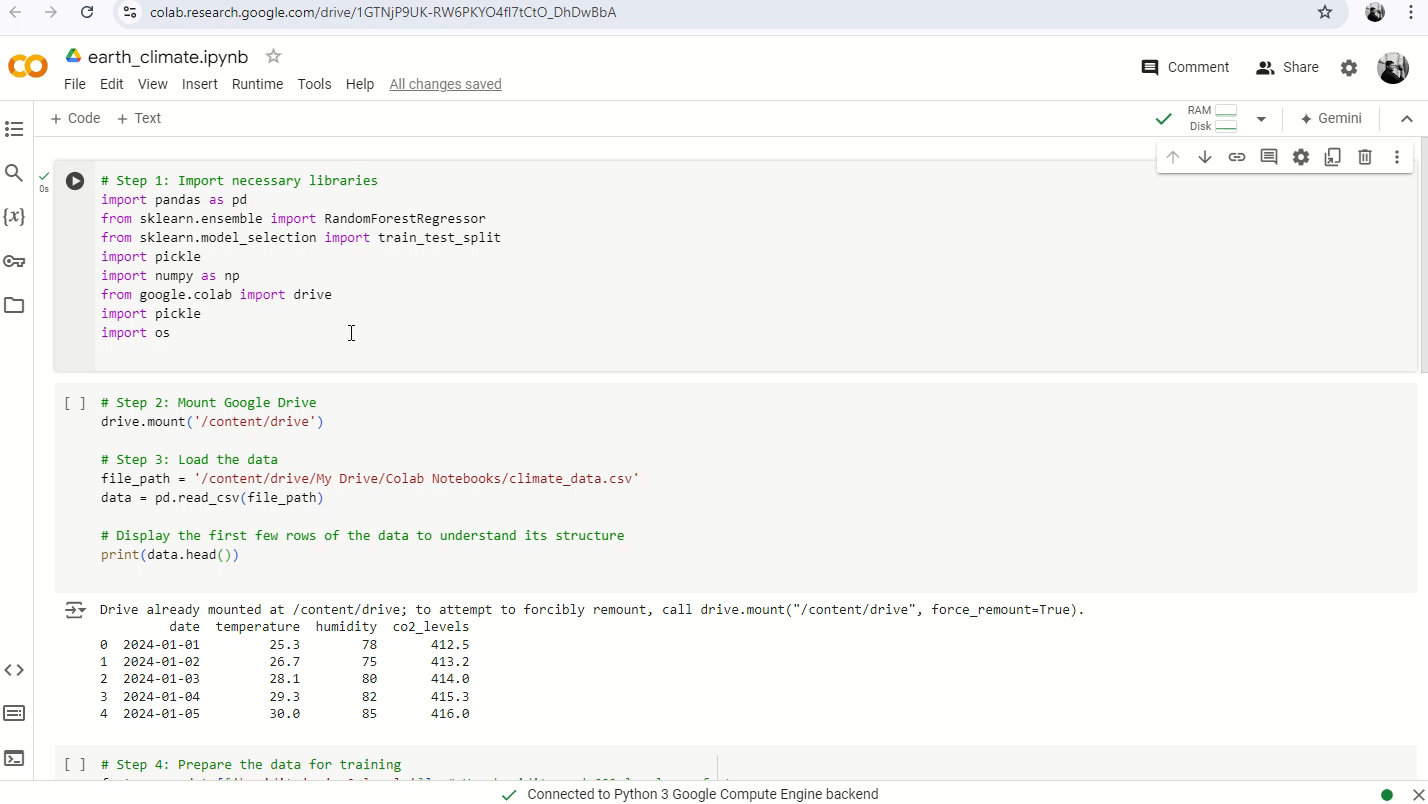 colab.research.google.com/drive/1GTNjP9UK-RW6PKYO4fI7tCtO_DhDwBbA
earth_climate.ipynb
Comment
Share
File Edit View Insert Runtime Tools Help All changes saved
+ Code + Text
RAM
Disk
Gemini
0s
# Step 1: Import necessary libraries
import pandas as pd
from sklearn.ensemble import RandomForestRegressor
from sklearn.model_selection import train_test_split
import pickle
import numpy as np
from google.colab import drive
import pickle
import os
[ ] # Step 2: Mount Google Drive
drive.mount('/content/drive')
# Step 3: Load the data
file_path = '/content/drive/My Drive/Colab Notebooks/climate_data.csv'
data = pd.read_csv(file_path)
# Display the first few rows of the data to understand its structure
print(data.head())
Drive already mounted at /content/drive; to attempt to forcibly remount, call drive.mount("/content/drive", force_remount=True).
date temperature humidity co2_levels
0 2024-01-01 25.3 78 412.5
1 2024-01-02 26.7 75 413.2
2 2024-01-03 28.1 80 414.0
3 2024-01-04 29.3 82 415.3
4 2024-01-05 30.0 85 416.0
[ ] # Step 4: Prepare the data for training
Connected to Python 3 Google Compute Engine backend